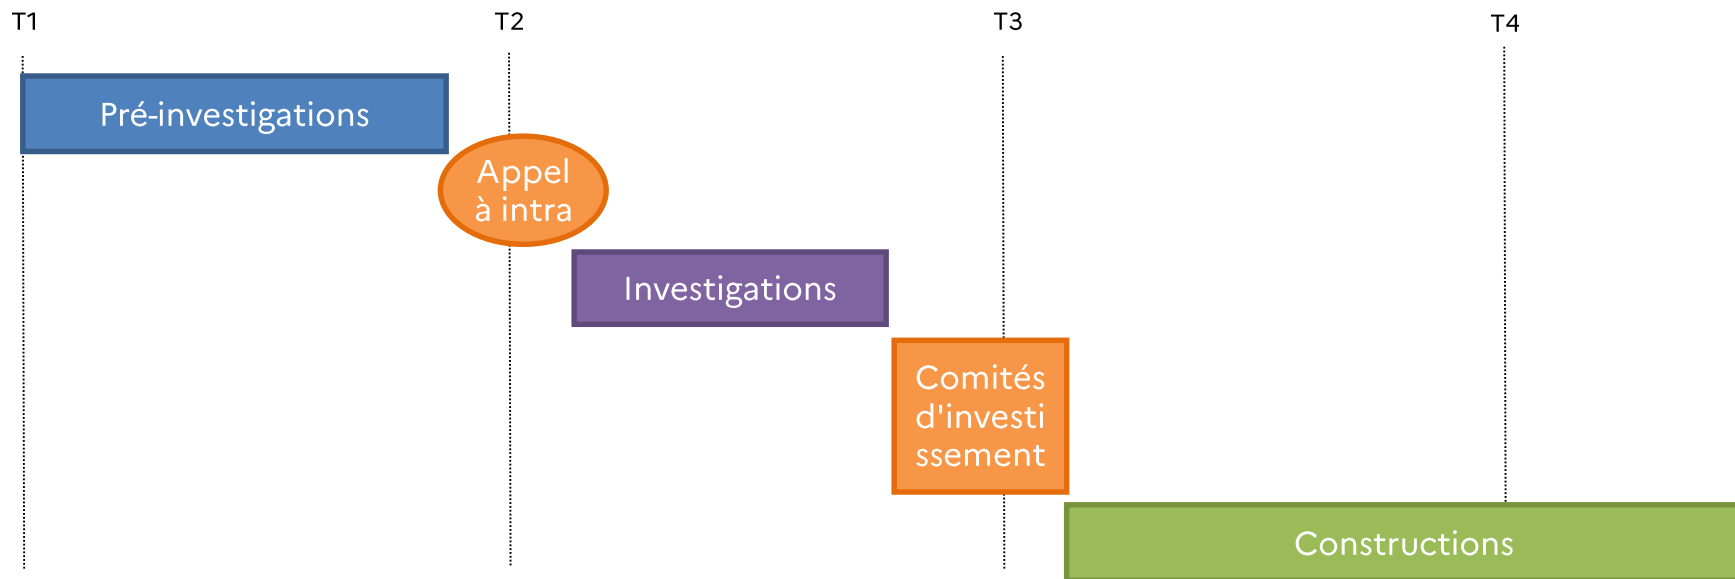 T1
T2
T3
T4
Pré-investigations
Appel
à intra
Investigations
Comités
d'investi
ssement
Constructions